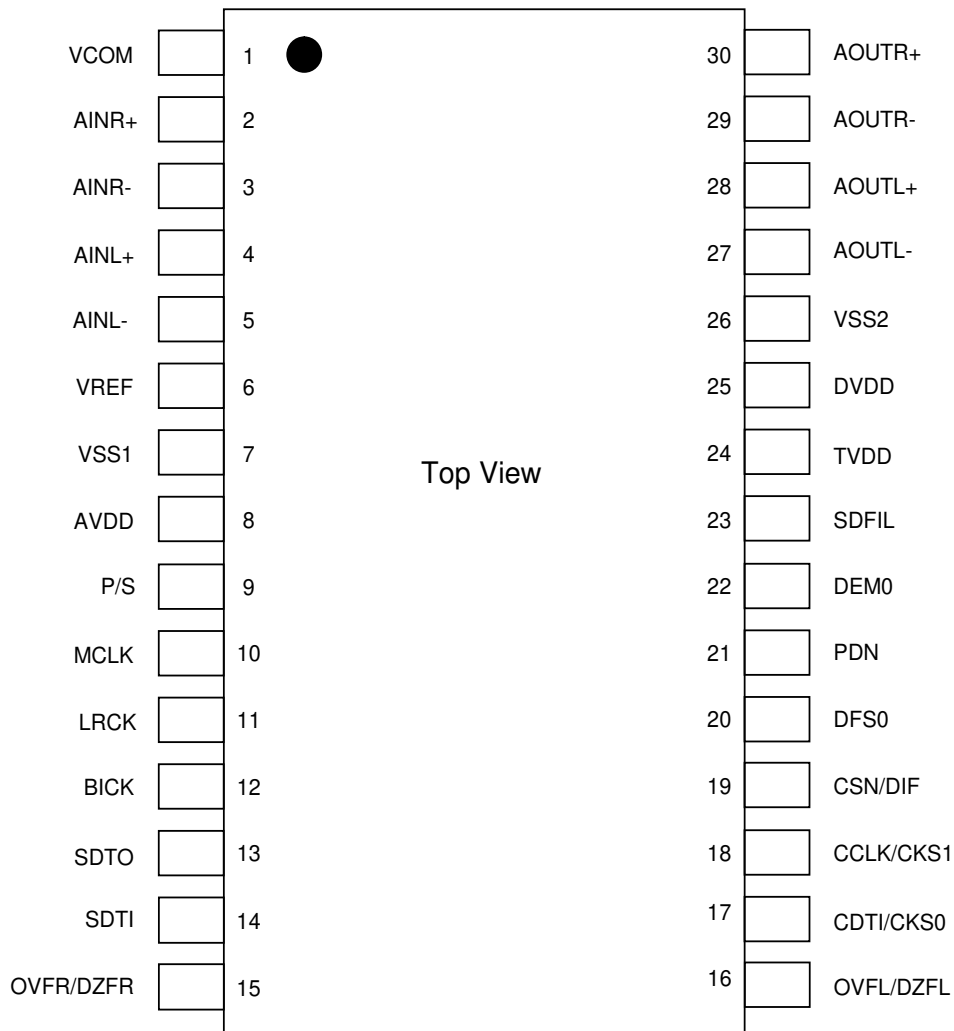 VCOM 1 30 AOUTR+
AINR+ 2 29 AOUTR-
AINR- 3 28 AOUTL+
AINL+ 4 27 AOUTL-
AINL- 5 26 VSS2
VREF 6 25 DVDD
VSS1 7 24 TVDD
Top View
AVDD 8 23 SDFIL
P/S 9 22 DEM0
MCLK 10 21 PDN
LRCK 11 20 DFS0
BICK 12 19 CSN/DIF
SDTO 13 18 CCLK/CKS1
SDTI 14 17 CDTI/CKS0
OVFR/DZFR 15 16 OVFL/DZFL